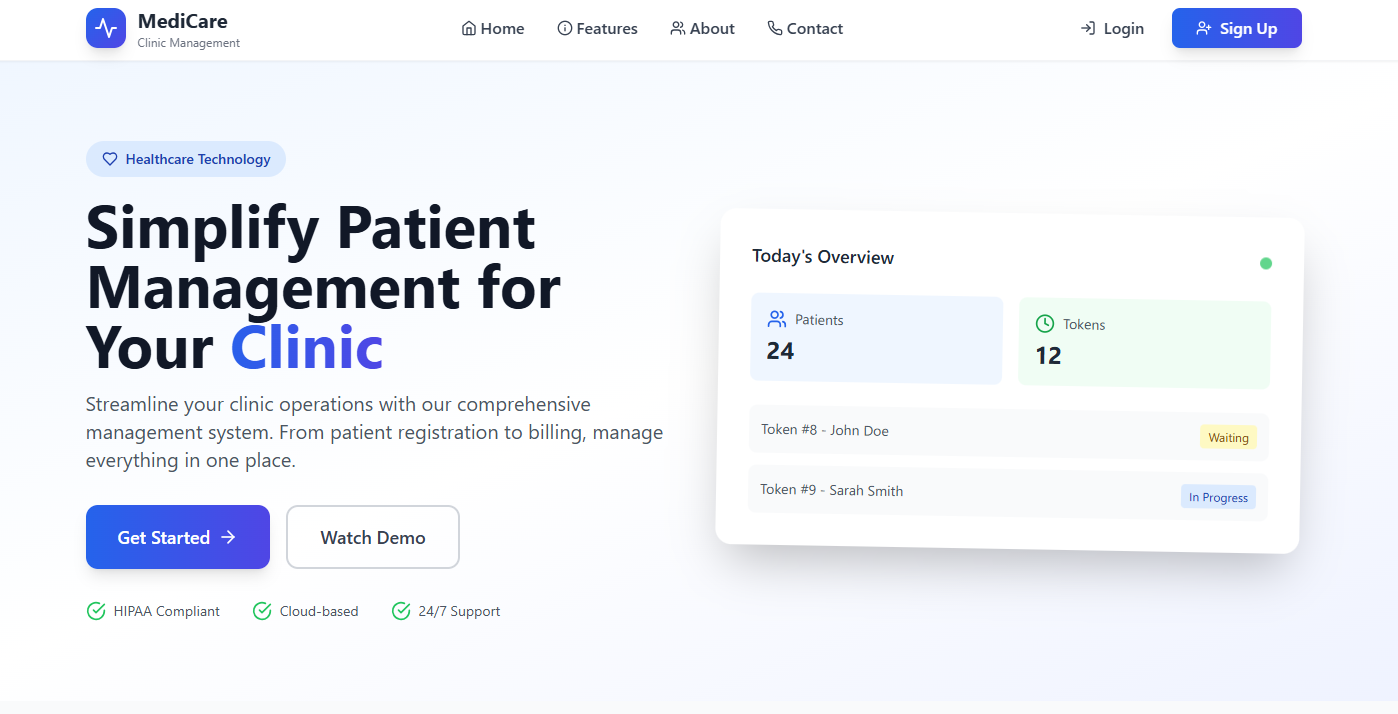 MediCare
Clinic Management
Home
Features
About
Contact
Login
Sign Up
Healthcare Technology
Simplify Patient
Management for
Your Clinic
Streamline your clinic operations with our comprehensive
management system. From patient registration to billing, manage
everything in one place.
Get Started
Watch Demo
HIPAA Compliant
Cloud-based
24/7 Support
Today's Overview
Patients
24
Tokens
12
Token #8 - John Doe
Waiting
Token #9 - Sarah Smith
In Progress